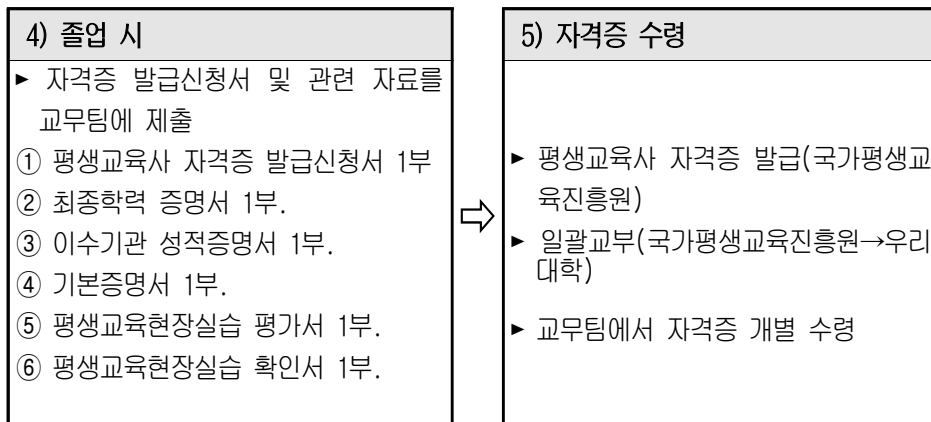 4) 졸업 시
► 자격증 발급신청서 및 관련 자료를
교무팀에 제출
① 평생교육사 자격증 발급신청서 1부
② 최종학력 증명서 1부.
③ 이수기관 성적증명서 1부.
④ 기본증명서 1부.
⑤ 평생교육현장실습 평가서 1부.
⑥ 평생교육현장실습 확인서 1부.
⇨
5) 자격증 수령
► 평생교육사 자격증 발급(국가평생교
육진흥원)
► 일괄교부(국가평생교육진흥원→우리
대학)
► 교무팀에서 자격증 개별 수령